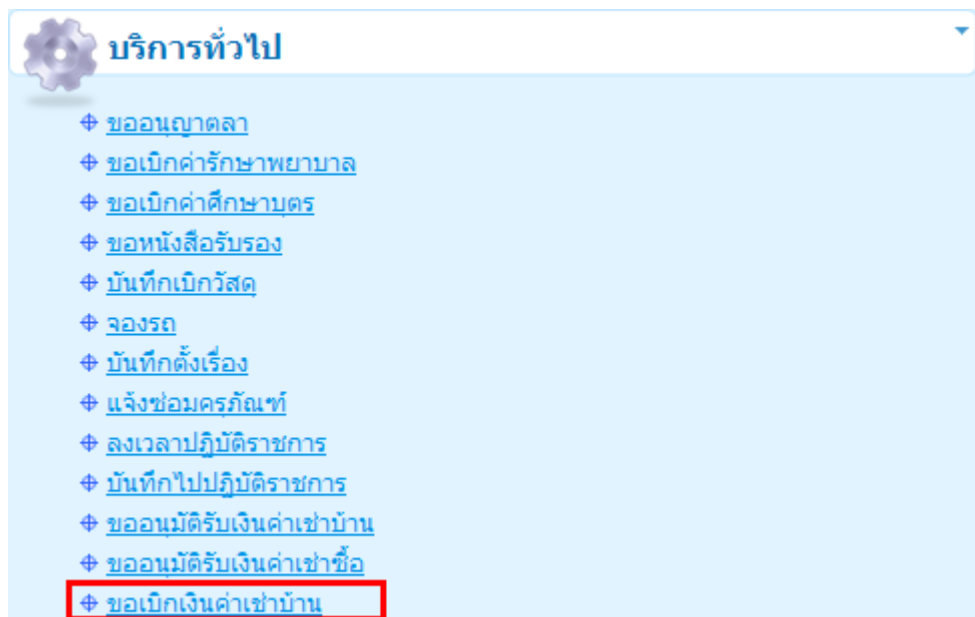 บริการทั่วไป
ขออนุญาตลา
ขอเบิกค่ารักษาพยาบาล
ขอเบิกค่าศึกษาบุตร
ขอหนังสือรับรอง
บันทึกเบิกวัสดุ
จองรถ
บันทึกตั้งเรื่อง
แจ้งซ่อมครุภัณฑ์
ลงเวลาปฏิบัติราชการ
บันทึกไปปฏิบัติราชการ
ขออนุมัติรับเงินค่าเช่าบ้าน
ขออนุมัติรับเงินค่าเช่าซื้อ
ขอเบิกเงินค่าเช่าบ้าน